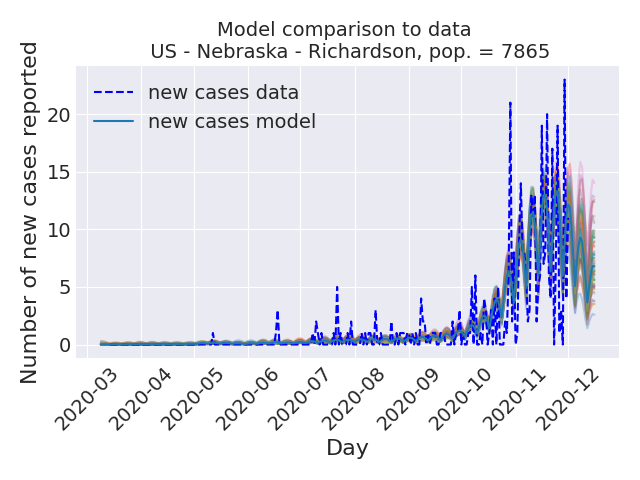 Model comparison to data
US - Nebraska - Richardson, pop. = 7865
Number of new cases reported
20
15
10
5
0
new cases data
new cases model
2020-03
2020-04
2020-05
2020-06
2020-07
2020-08
2020-09
2020-10
2020-11
2020-12
Day